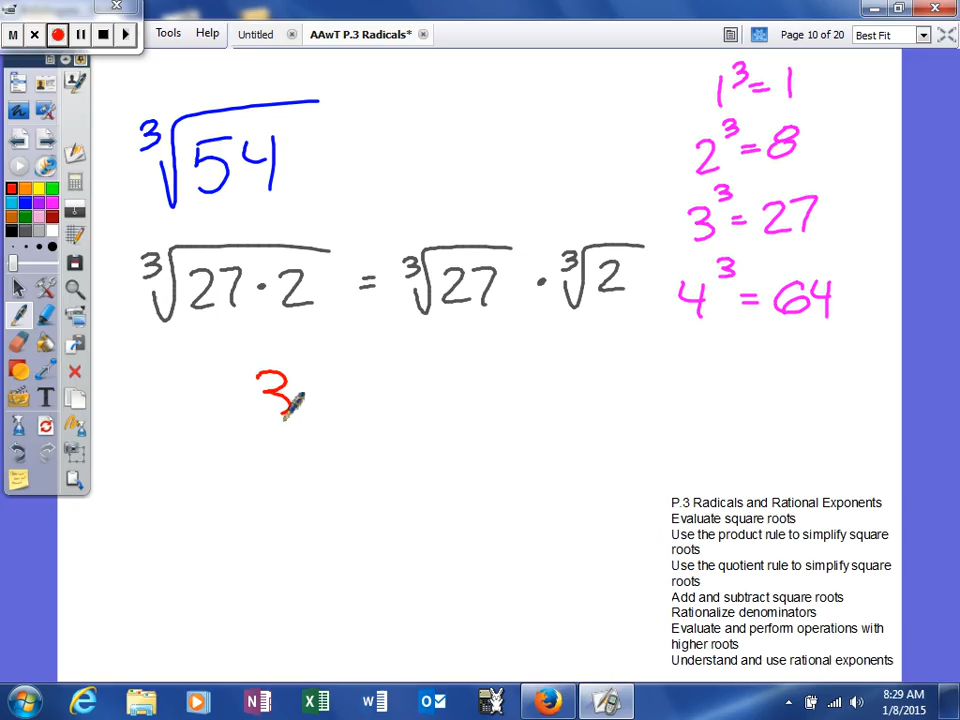 M
Tools Help Untitled AAwT P.3 Radicals* Page 10 of 20 Best Fit
1³ = 1
2³ = 8
3³ = 27
4³ = 64
∛54
∛27·2 = ∛27 · ∛2
3
P.3 Radicals and Rational Exponents
Evaluate square roots
Use the product rule to simplify square
roots
Use the quotient rule to simplify square
roots
Add and subtract square roots
Rationalize denominators
Evaluate and perform operations with
higher roots
Understand and use rational exponents
8:29 AM
1/8/2015